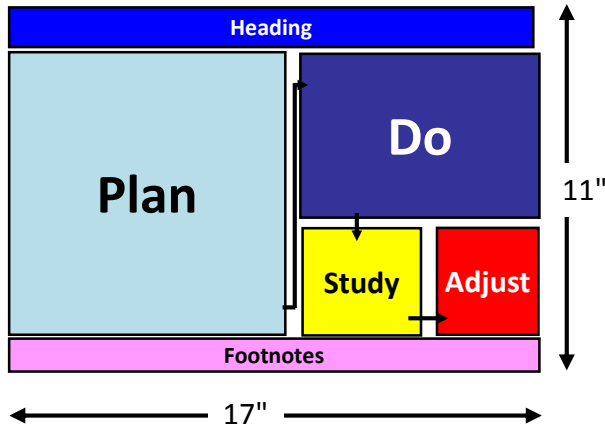 Heading
Plan
Do
Study
Adjust
Footnotes
11"
17"